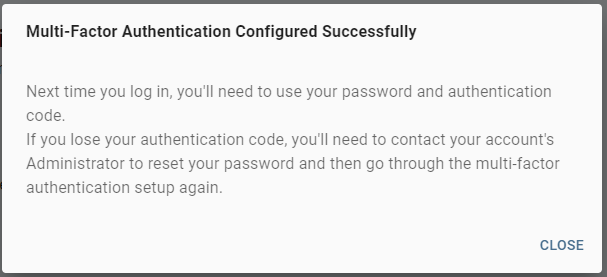 Multi-Factor Authentication Configured Successfully
Next time you log in, you'll need to use your password and authentication
code.
If you lose your authentication code, you'll need to contact your account's
Administrator to reset your password and then go through the multi-factor
authentication setup again.
CLOSE